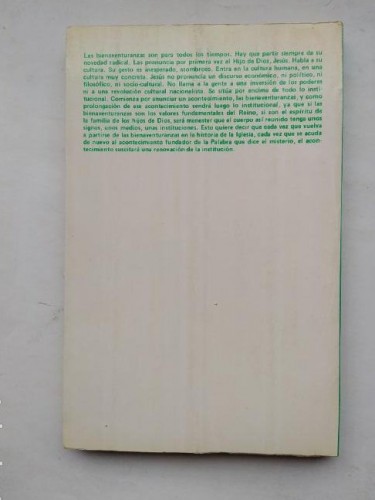 Las bienaventuranzas son para todos los tiempos. Hay que partir siempre de su
novedad radical. Las pronuncia por primera vez el Hijo de Dios, Jesús. Habla a su
cultura. Su gesto es inesperado, asombroso. Entra en la cultura humana, en una
cultura muy concreta. Jesús no pronuncia un discurso económico, ni político, ni
filosófico, ni socio-cultural. No llama a la gente a una inversión de los poderes
ni a una revolución cultural racionalista. Se sitúa por encima de todo lo insti-
tucional. Comienza por enunciar un acontecimiento, las bienaventuranzas, y como
prolongación de ese acontecimiento vendrá luego lo institucional, ya que si las
bienaventuranzas son los valores fundamentales del Reino, si son el espíritu de
la familia de los hijos de Dios, será menester que el cuerpo así reunido tenga unos
signos, unos medios, unas instituciones. Esto quiere decir que cada vez que vuelva
a partirse de las bienaventuranzas en la historia de la Iglesia, cada vez que se acuda
de nuevo al acontecimiento fundador de la Palabra que dice el misterio, el acon-
tecimiento suscitará una renovación de la institución.